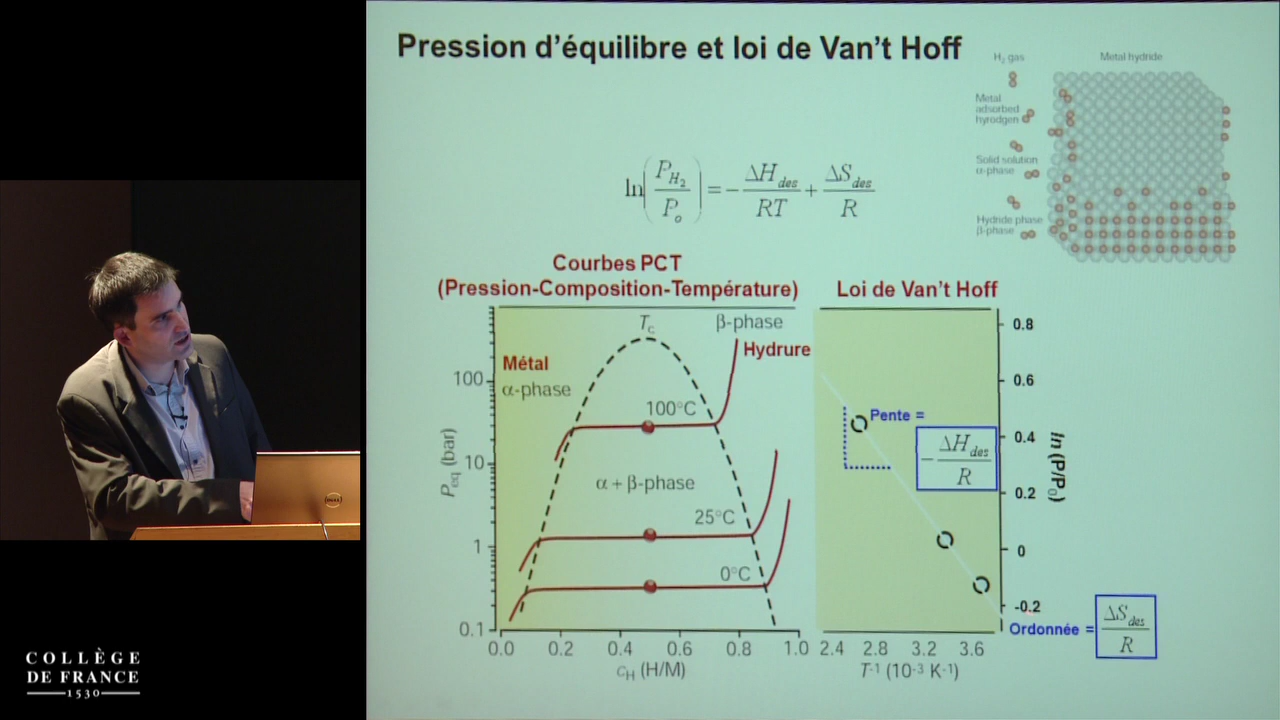 Pression d'équilibre et loi de Van't Hoff
H₂ gas
Metal hydride
Metal
adsorbed
hyrodgen
Solid solution
α-phase
Hydride phase
β-phase
ln(P_H₂/P_o) = -ΔH_des/RT + ΔS_des/R
Courbes PCT
(Pression-Composition-Température)
T_c
β-phase
Métal
α-phase
Hydrure
100°C
α + β-phase
25°C
0°C
P_eq (bar)
100
10
1
0.1
0.0 0.2 0.4 0.6 0.8 1.0
c_H (H/M)
Loi de Van't Hoff
Pente =
-ΔH_des/R
0.8
0.6
0.4
0.2
0
-0.2
ln (P/P₀)
Ordonnée = ΔS_des/R
2.4 2.8 3.2 3.6
T⁻¹ (10⁻³ K⁻¹)
DELL
COLLÈGE
DE FRANCE
1530